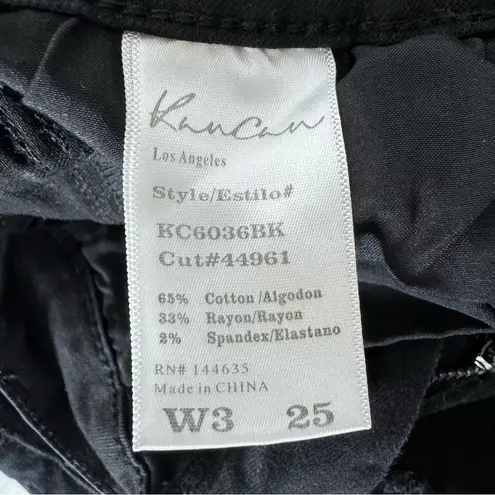 KanCan
Los Angeles
Style/Estilo#
KC6036BK
Cut#44961
65% Cotton/Algodon
33% Rayon/Rayon
2% Spandex/Elastano
RN# 144635
Made in CHINA
W3 25